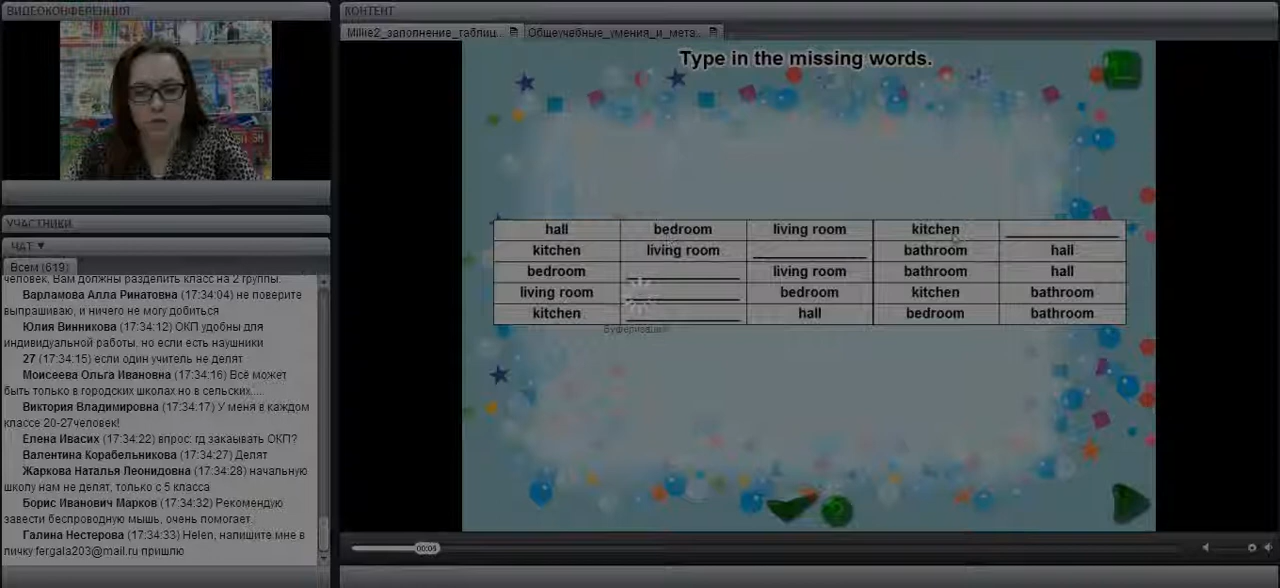 ВИДЕОКОНФЕРЕНЦИЯ
КОНТЕНТ
Millie2_заполнение_таблиц...
Общеучебные_умения_и_мета...
Type in the missing words.
hall bedroom living room kitchen
kitchen living room bathroom hall
bedroom living room bathroom hall
living room bedroom kitchen bathroom
kitchen hall bedroom bathroom
Буферизация
УЧАСТНИКИ
ЧАТ
Всем (619)
человек. Вам должны разделить класс на 2 группы.
Варламова Алла Ринатовна (17:34:04) не поверите
выпрашиваю, и ничего не могу добиться
Юлия Винникова (17:34:12) ОКП удобны для
индивидуальной работы. но если есть наушники
27 (17:34:15) если один учитель не делят
Моисеева Ольга Ивановна (17:34:16) Всё может
быть только в городских школах но в сельских....
Виктория Владимировна (17:34:17) У меня в каждом
классе 20-27человек!
Елена Ивасих (17:34:22) впрос: гд закаывать ОКП?
Валентина Корабельникова (17:34:27) Делят
Жаркова Наталья Леонидовна (17:34:28) начальную
школу нам не делят, только с 5 класса
Борис Иванович Марков (17:34:32) Рекомендую
завести беспроводную мышь, очень помогает.
Галина Нестерова (17:34:33) Helen, напишите мне в
личку fergala203@mail.ru пришлю
00:06